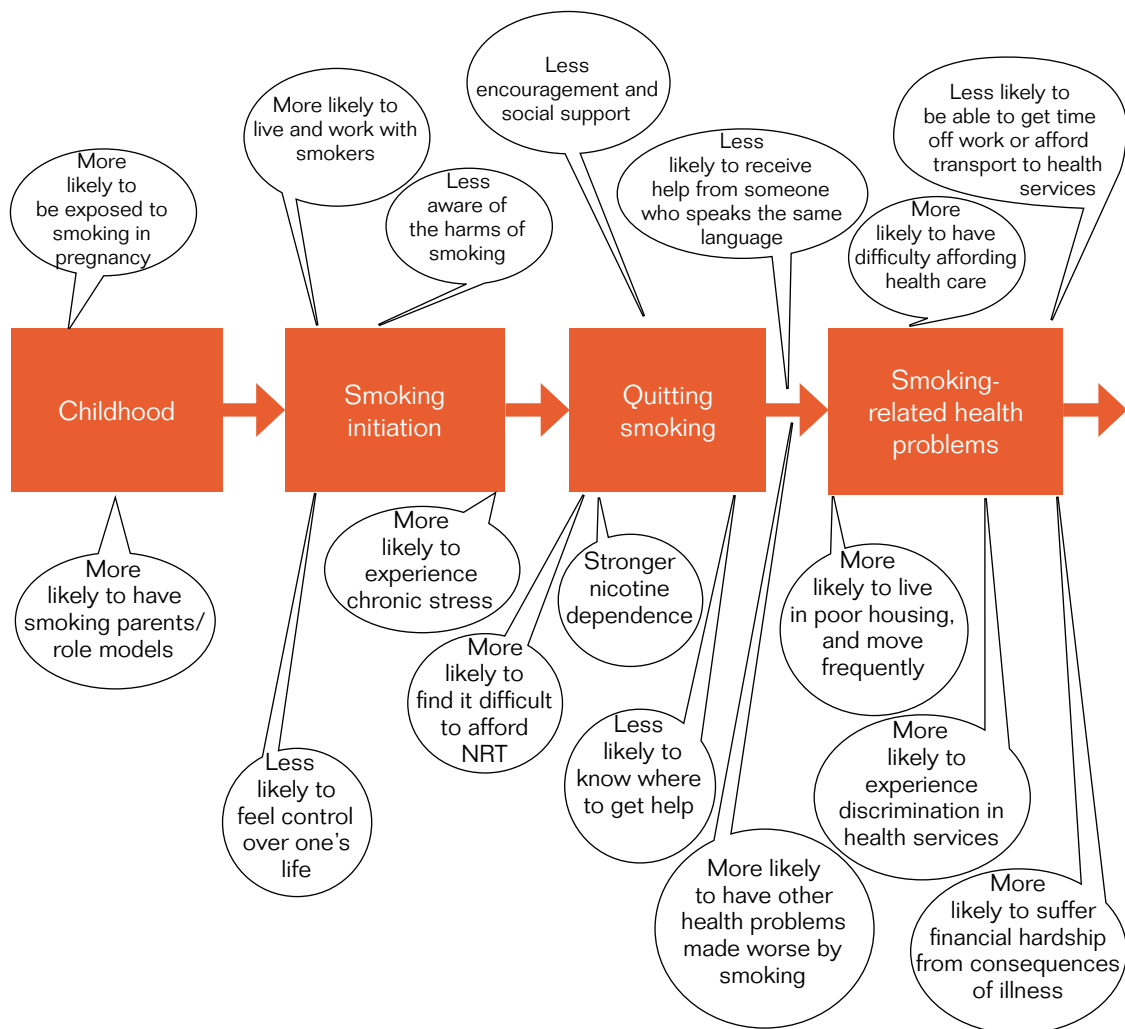 Less
encouragement and
social support
More likely to
live and work with
smokers
Less likely to
be able to get time
off work or afford
transport to health
services
More
likely to
be exposed to
smoking in
pregnancy
Less
aware of
the harms of
smoking
Less
likely to receive
help from someone
who speaks the same
language
More
likely to have
difficulty affording
health care
Childhood
Smoking
initiation
Quitting
smoking
Smoking-
related health
problems
More
likely to have
smoking parents/
role models
More
likely to
experience
chronic stress
Stronger
nicotine
dependence
More
likely to live
in poor housing,
and move
frequently
More
likely to
find it difficult
to afford
NRT
Less
likely to
feel control
over one’s
life
Less
likely to
know where
to get help
More
likely to
experience
discrimination in
health services
More likely
to have other
health problems
made worse by
smoking
More
likely to suffer
financial hardship
from consequences
of illness